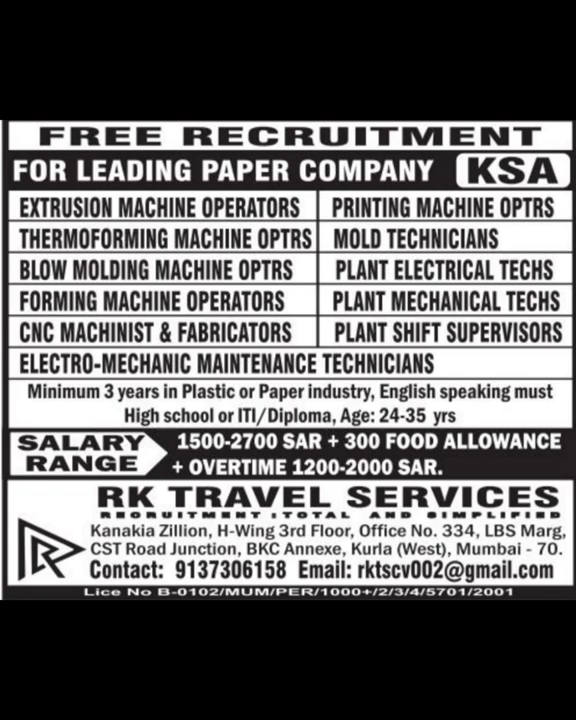 FREE RECRUITMENT
FOR LEADING PAPER COMPANY KSA
EXTRUSION MACHINE OPERATORS PRINTING MACHINE OPTRS
THERMOFORMING MACHINE OPTRS MOLD TECHNICIANS
BLOW MOLDING MACHINE OPTRS PLANT ELECTRICAL TECHS
FORMING MACHINE OPERATORS PLANT MECHANICAL TECHS
CNC MACHINIST & FABRICATORS PLANT SHIFT SUPERVISORS
ELECTRO-MECHANIC MAINTENANCE TECHNICIANS
Minimum 3 years in Plastic or Paper industry, English speaking must
High school or ITI/Diploma, Age: 24-35 yrs
SALARY RANGE
1500-2700 SAR + 300 FOOD ALLOWANCE
+ OVERTIME 1200-2000 SAR.
RK TRAVEL SERVICES
RECRUITMENT : TOTAL AND SIMPLIFIED
Kanakia Zillion, H-Wing 3rd Floor, Office No. 334, LBS Marg,
CST Road Junction, BKC Annexe, Kurla (West), Mumbai - 70.
Contact: 9137306158 Email: rktscv002@gmail.com
Lice No B-0102/MUM/PER/1000+/2/3/4/5701/2001